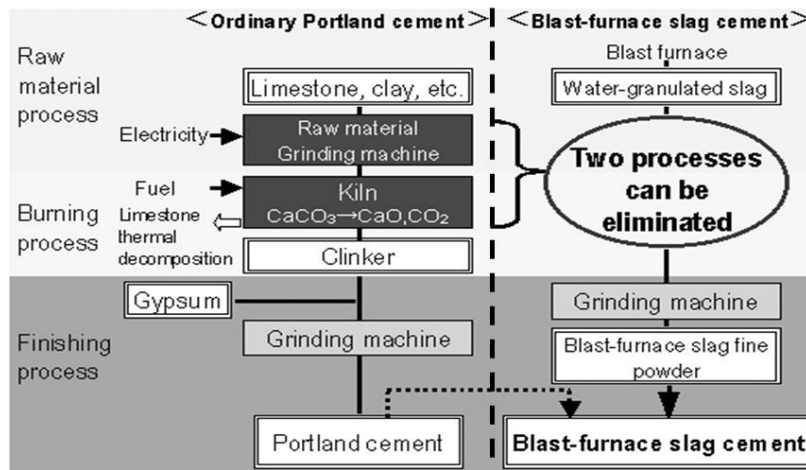 <Ordinary Portland cement>
<Blast-furnace slag cement>
Raw
material
process
Limestone, clay, etc.
Electricity
Raw material
Grinding machine
Blast furnace
Water-granulated slag
Two processes
can be
eliminated
Burning
process
Fuel
Limestone
thermal
decomposition
Kiln
CaCO₃→CaO,CO₂
Clinker
Finishing
process
Gypsum
Grinding machine
Portland cement
Grinding machine
Blast-furnace slag fine
powder
Blast-furnace slag cement